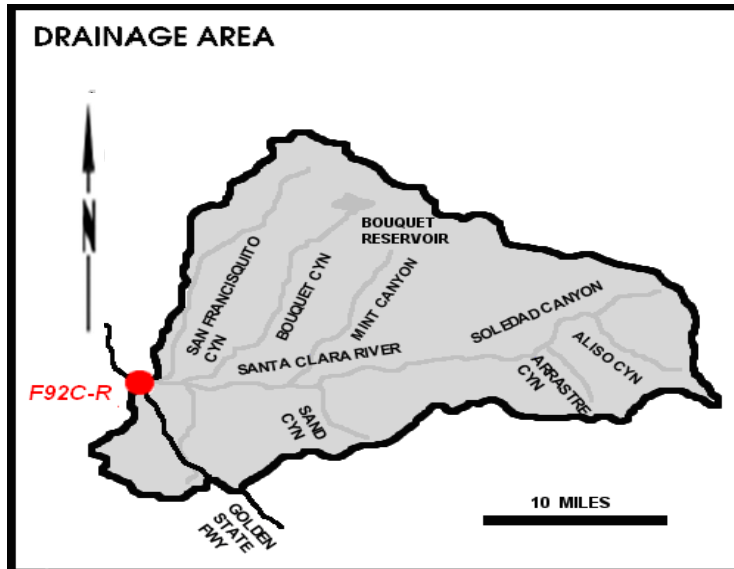 DRAINAGE AREA
N
BOUQUET
RESERVOIR
SAN FRANCISQUITO
CYN
BOUQUET CYN
MINT CANYON
SOLEDAD CANYON
SANTA CLARA RIVER
ALISO CYN
ARRASTRE
CYN
F92C-R
SAND
CYN
10 MILES
GOLDEN
STATE
FWY